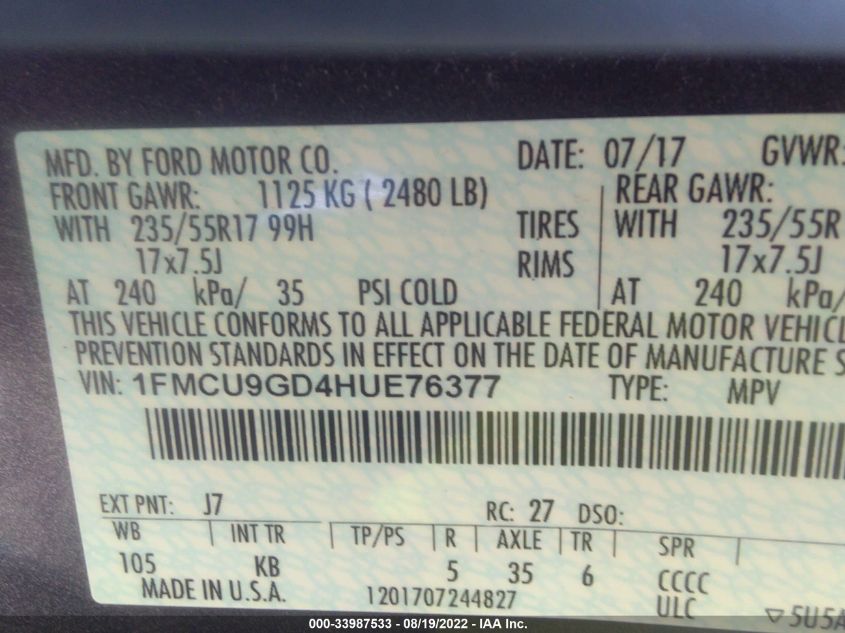 MFD. BY FORD MOTOR CO. DATE: 07/17 GVWR:
FRONT GAWR: 1125 KG ( 2480 LB) REAR GAWR:
WITH 235/55R17 99H TIRES WITH 235/55R
17x7.5J RIMS 17x7.5J
AT 240 kPa/ 35 PSI COLD AT 240 kPa/
THIS VEHICLE CONFORMS TO ALL APPLICABLE FEDERAL MOTOR VEHICL
PREVENTION STANDARDS IN EFFECT ON THE DATE OF MANUFACTURE S
VIN: 1FMCU9GD4HUE76377 TYPE: MPV
EXT PNT: J7 RC: 27 DSO:
WB INT TR TP/PS R AXLE TR SPR
105 KB 5 35 6 CCCC
MADE IN U.S.A. 1201707244827 ULC ▽5U5A
000-33987533 - 08/19/2022 - IAA Inc.